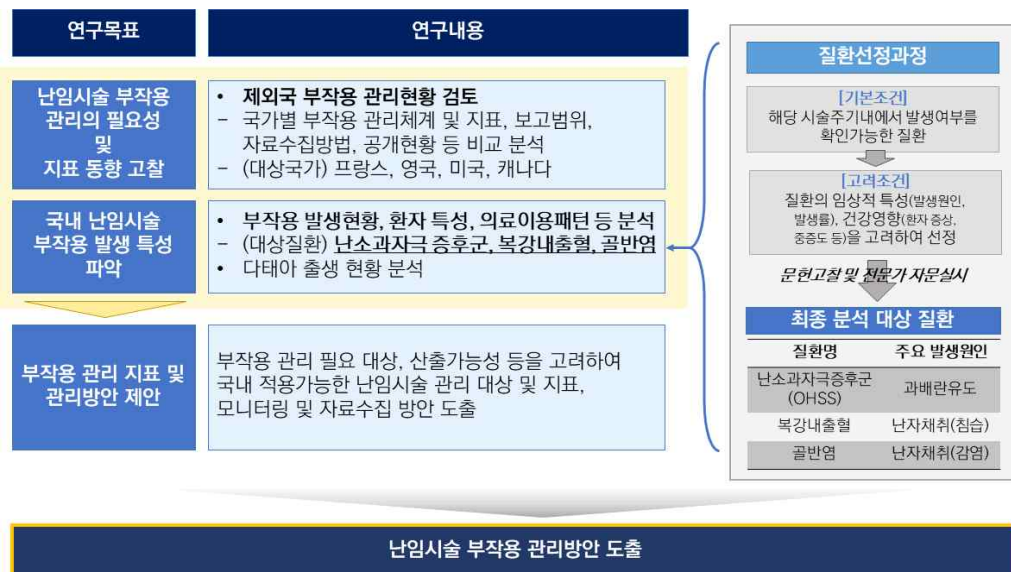 연구목표
연구내용
난임시술 부작용
관리의 필요성
및
지표 동향 고찰
• 제외국 부작용 관리현황 검토
– 국가별 부작용 관리체계 및 지표, 보고범위,
자료수집방법, 공개현황 등 비교 분석
– (대상국가) 프랑스, 영국, 미국, 캐나다
국내 난임시술
부작용 발생 특성
파악
• 부작용 발생현황, 환자 특성, 의료이용패턴 등 분석
– (대상질환) 난소과자극 증후군, 복강내출혈, 골반염
• 다태아 출생 현황 분석
부작용 관리 지표 및
관리방안 제안
부작용 관리 필요 대상, 산출가능성 등을 고려하여
국내 적용가능한 난임시술 관리 대상 및 지표,
모니터링 및 자료수집 방안 도출
질환선정과정
[기본조건]
해당 시술주기내에서 발생여부를
확인가능한 질환
[고려조건]
질환의 임상적 특성(발생원인,
발생률), 건강영향(환자 증상,
중증도 등)을 고려하여 선정
문헌고찰 및 전문가 자문실시
최종 분석 대상 질환
질환명 주요 발생원인
난소과자극증후군
(OHSS) 과배란유도
복강내출혈 난자채취(침습)
골반염 난자채취(감염)
난임시술 부작용 관리방안 도출